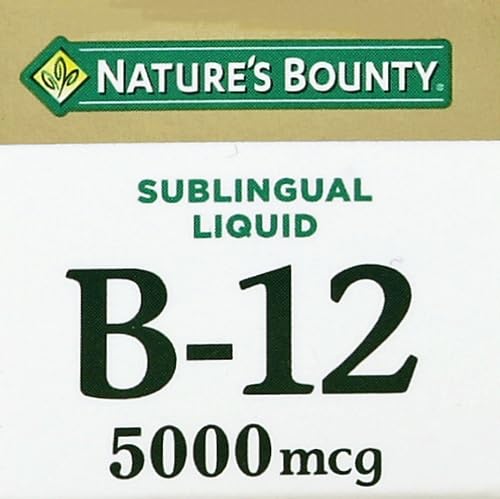 NATURE'S BOUNTY®
SUBLINGUAL
LIQUID
B-12
5000 mcg